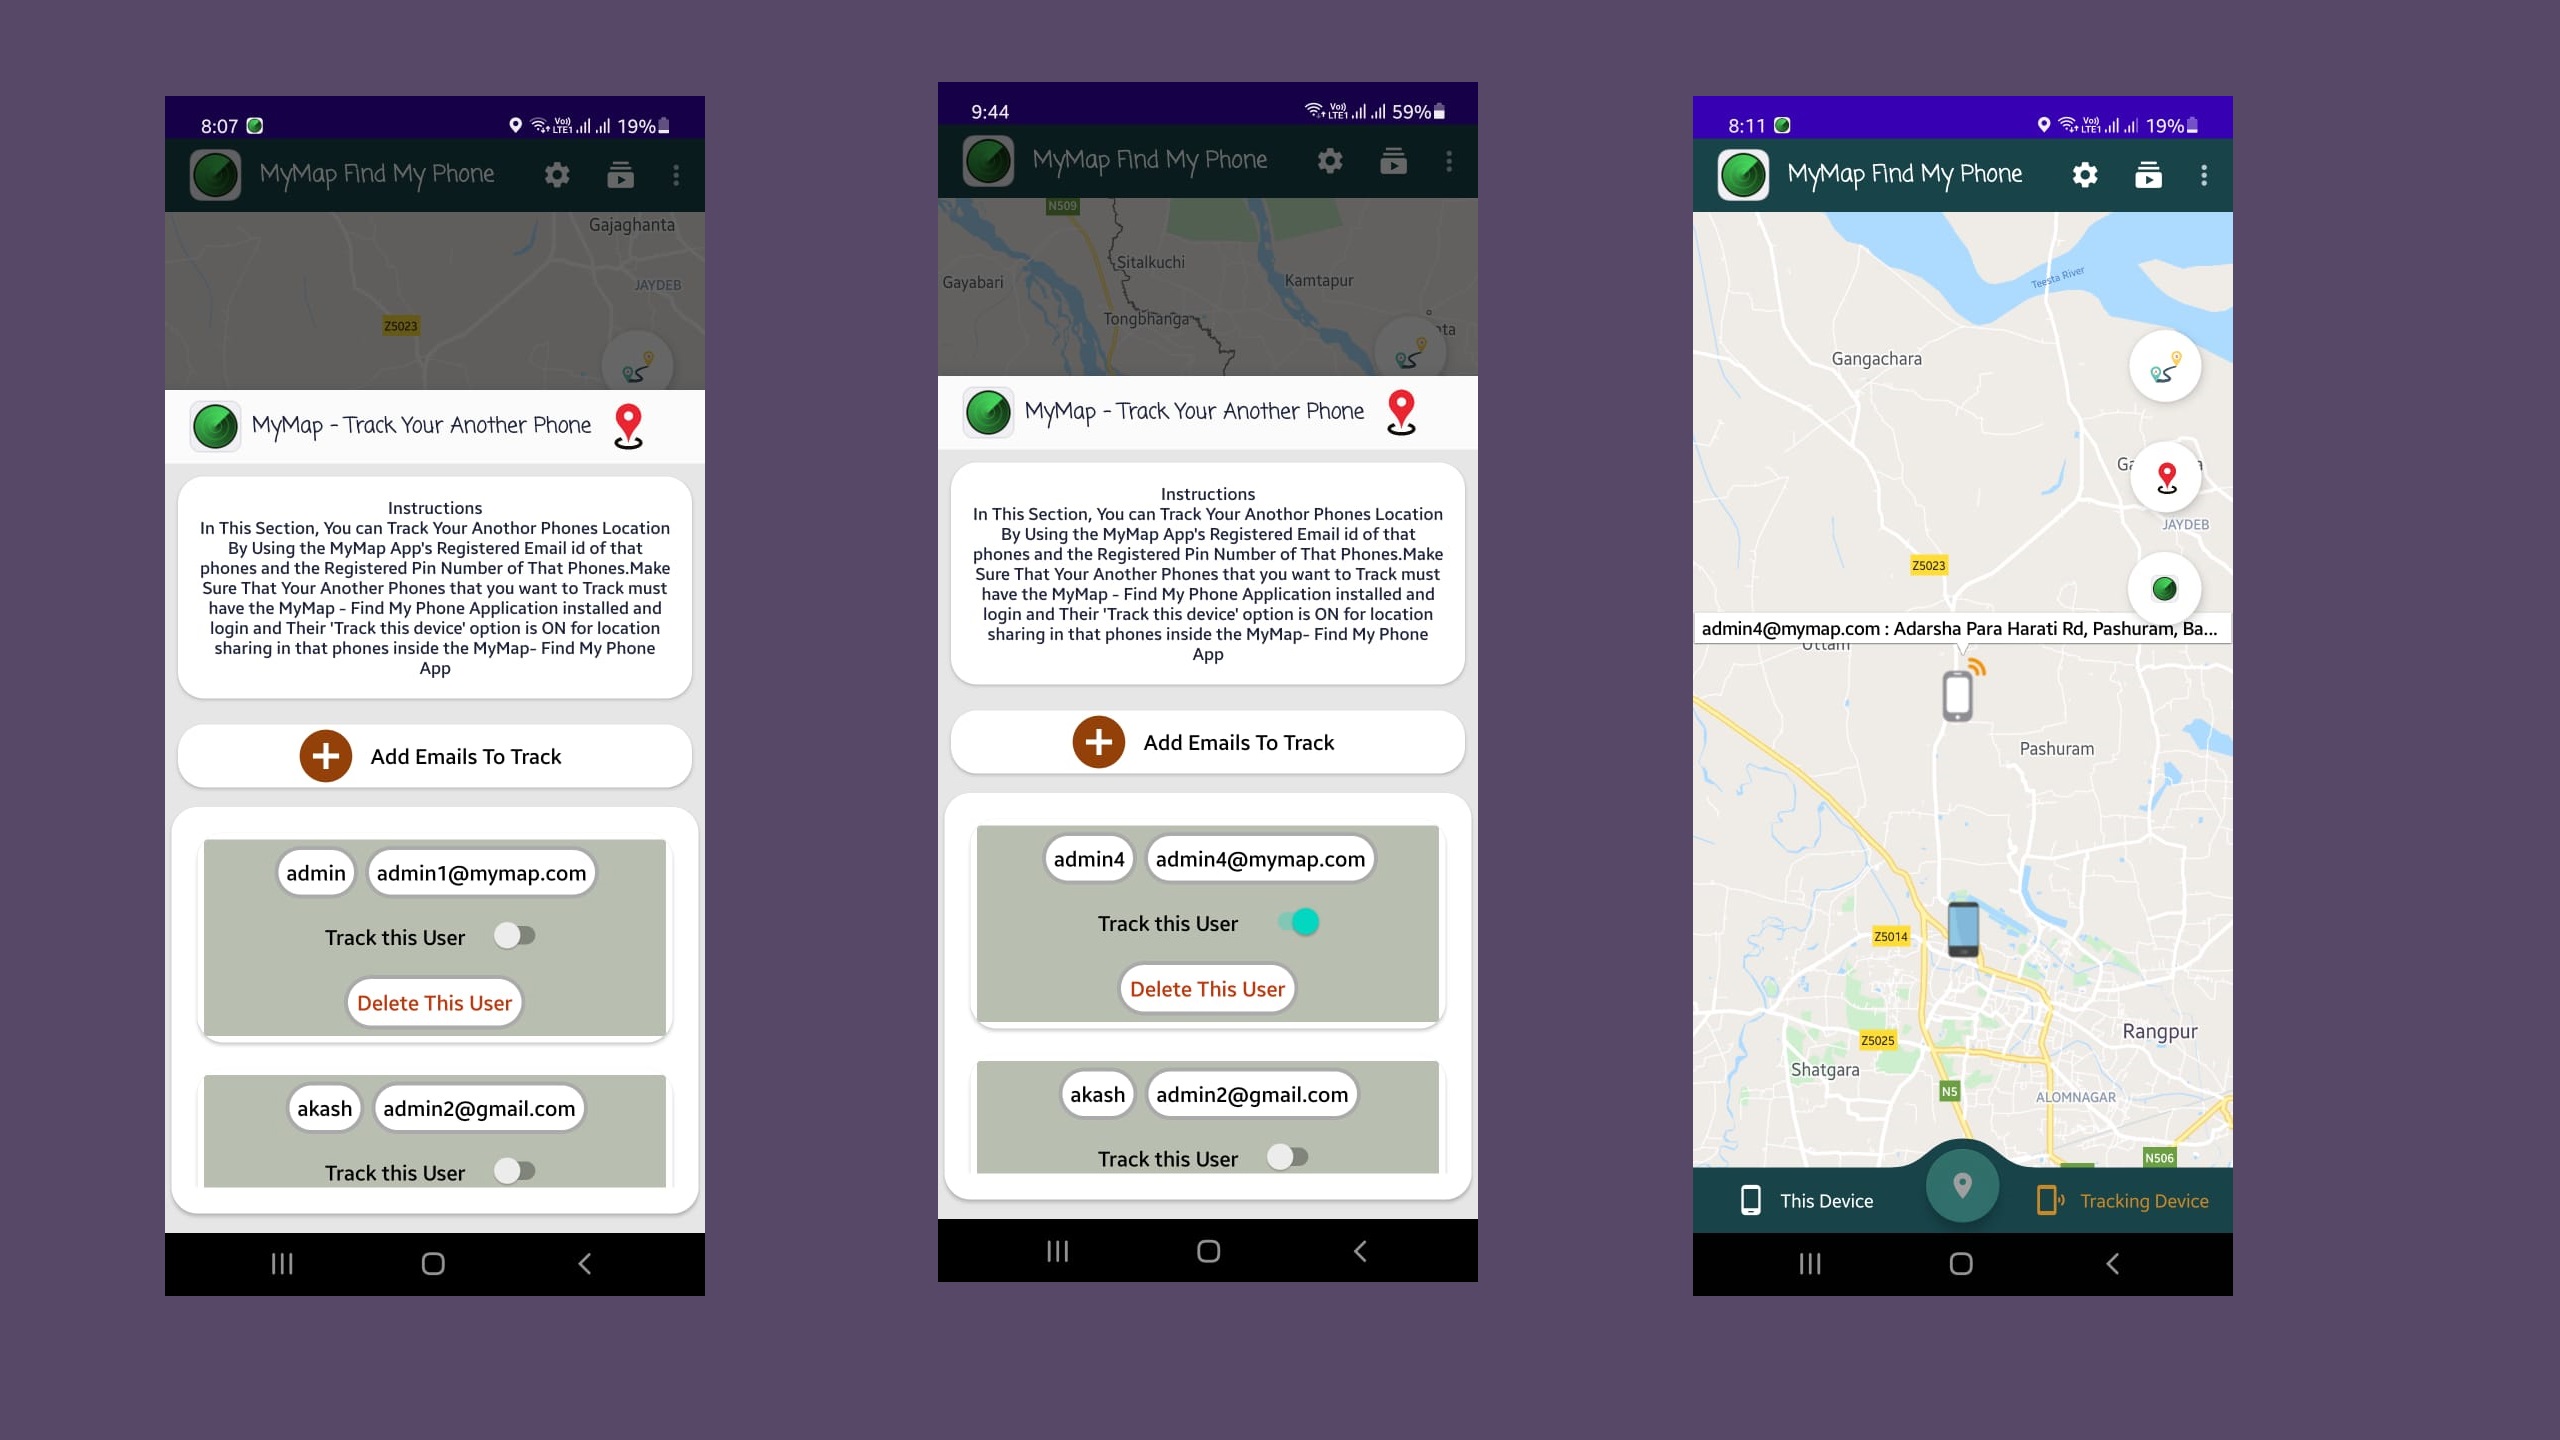 8:07
Vo)) LTE1 19%
MyMap Find My Phone
Gajaghanta
JAYDEB
Z5023
MyMap - Track Your Another Phone
Instructions
In This Section, You can Track Your Anothor Phones Location
By Using the MyMap App's Registered Email id of that
phones and the Registered Pin Number of That Phones.Make
Sure That Your Another Phones that you want to Track must
have the MyMap - Find My Phone Application installed and
login and Their 'Track this device' option is ON for location
sharing in that phones inside the MyMap- Find My Phone
App
Add Emails To Track
admin admin1@mymap.com
Track this User
Delete This User
akash admin2@gmail.com
Track this User
9:44
Vo)) LTE1 59%
MyMap Find My Phone
N509
Sitalkuchi
Gayabari
Kamtapur
Tongbhanga
MyMap - Track Your Another Phone
Instructions
In This Section, You can Track Your Anothor Phones Location
By Using the MyMap App's Registered Email id of that
phones and the Registered Pin Number of That Phones.Make
Sure That Your Another Phones that you want to Track must
have the MyMap - Find My Phone Application installed and
login and Their 'Track this device' option is ON for location
sharing in that phones inside the MyMap- Find My Phone
App
Add Emails To Track
admin4 admin4@mymap.com
Track this User
Delete This User
akash admin2@gmail.com
Track this User
8:11
Vo)) LTE1 19%
MyMap Find My Phone
Teesta River
Gangachara
JAYDEB
Z5023
admin4@mymap.com : Adarsha Para Harati Rd, Pashuram, Ba...
Uttam
Pashuram
Z5014
Rangpur
Z5025
Shatgara
N5
ALOMNAGAR
N506
This Device
Tracking Device